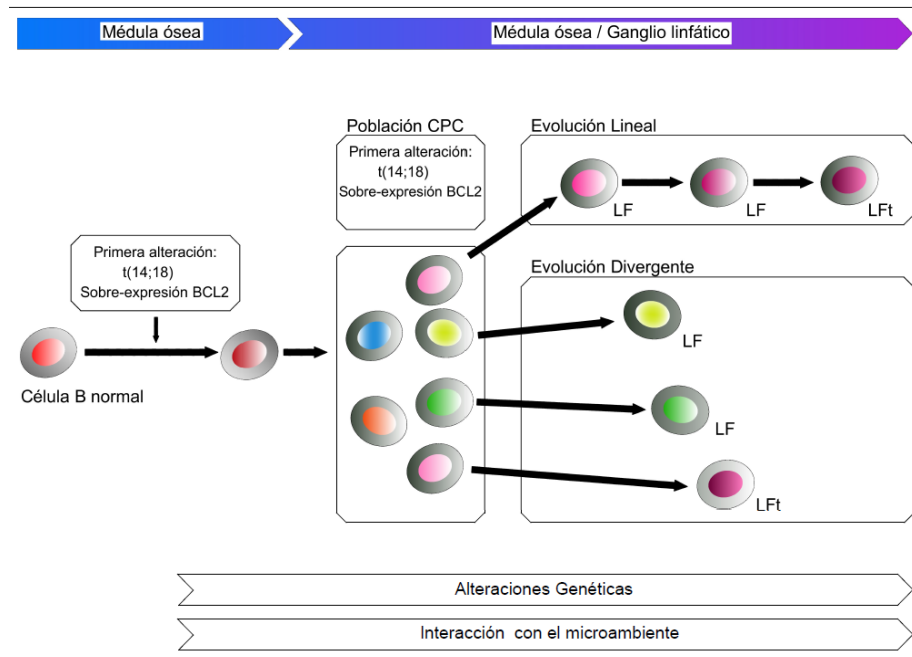 Médula ósea
Médula ósea / Ganglio linfático
Población CPC
Primera alteración:
t(14;18)
Sobre-expresión BCL2
Evolución Lineal
LF
LF
LFt
Primera alteración:
t(14;18)
Sobre-expresión BCL2
Célula B normal
Evolución Divergente
LF
LF
LFt
Alteraciones Genéticas
Interacción con el microambiente